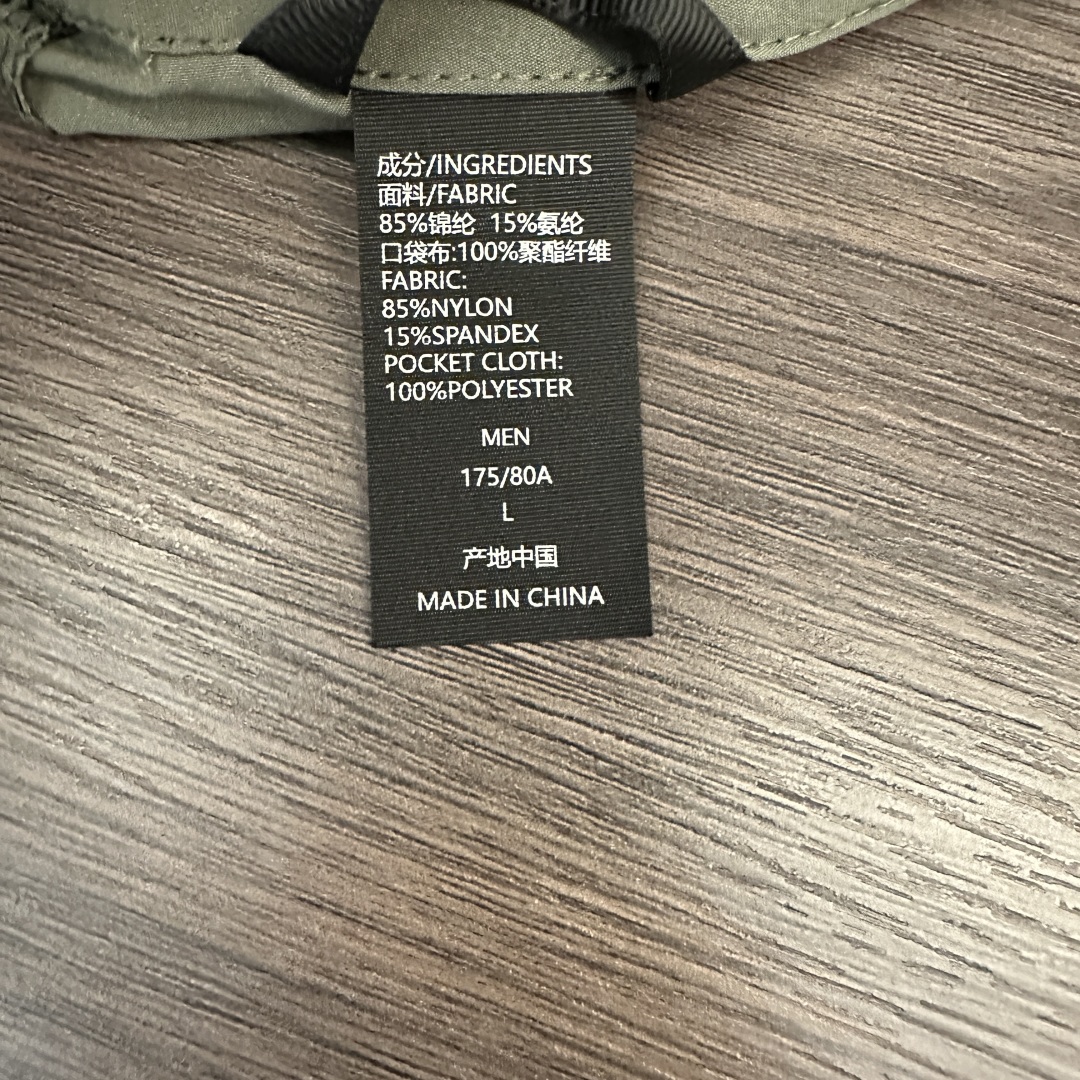 成分/INGREDIENTS
面料/FABRIC
85%锦纶 15%氨纶
口袋布:100%聚酯纤维
FABRIC:
85%NYLON
15%SPANDEX
POCKET CLOTH:
100%POLYESTER
MEN
175/80A
L
产地中国
MADE IN CHINA